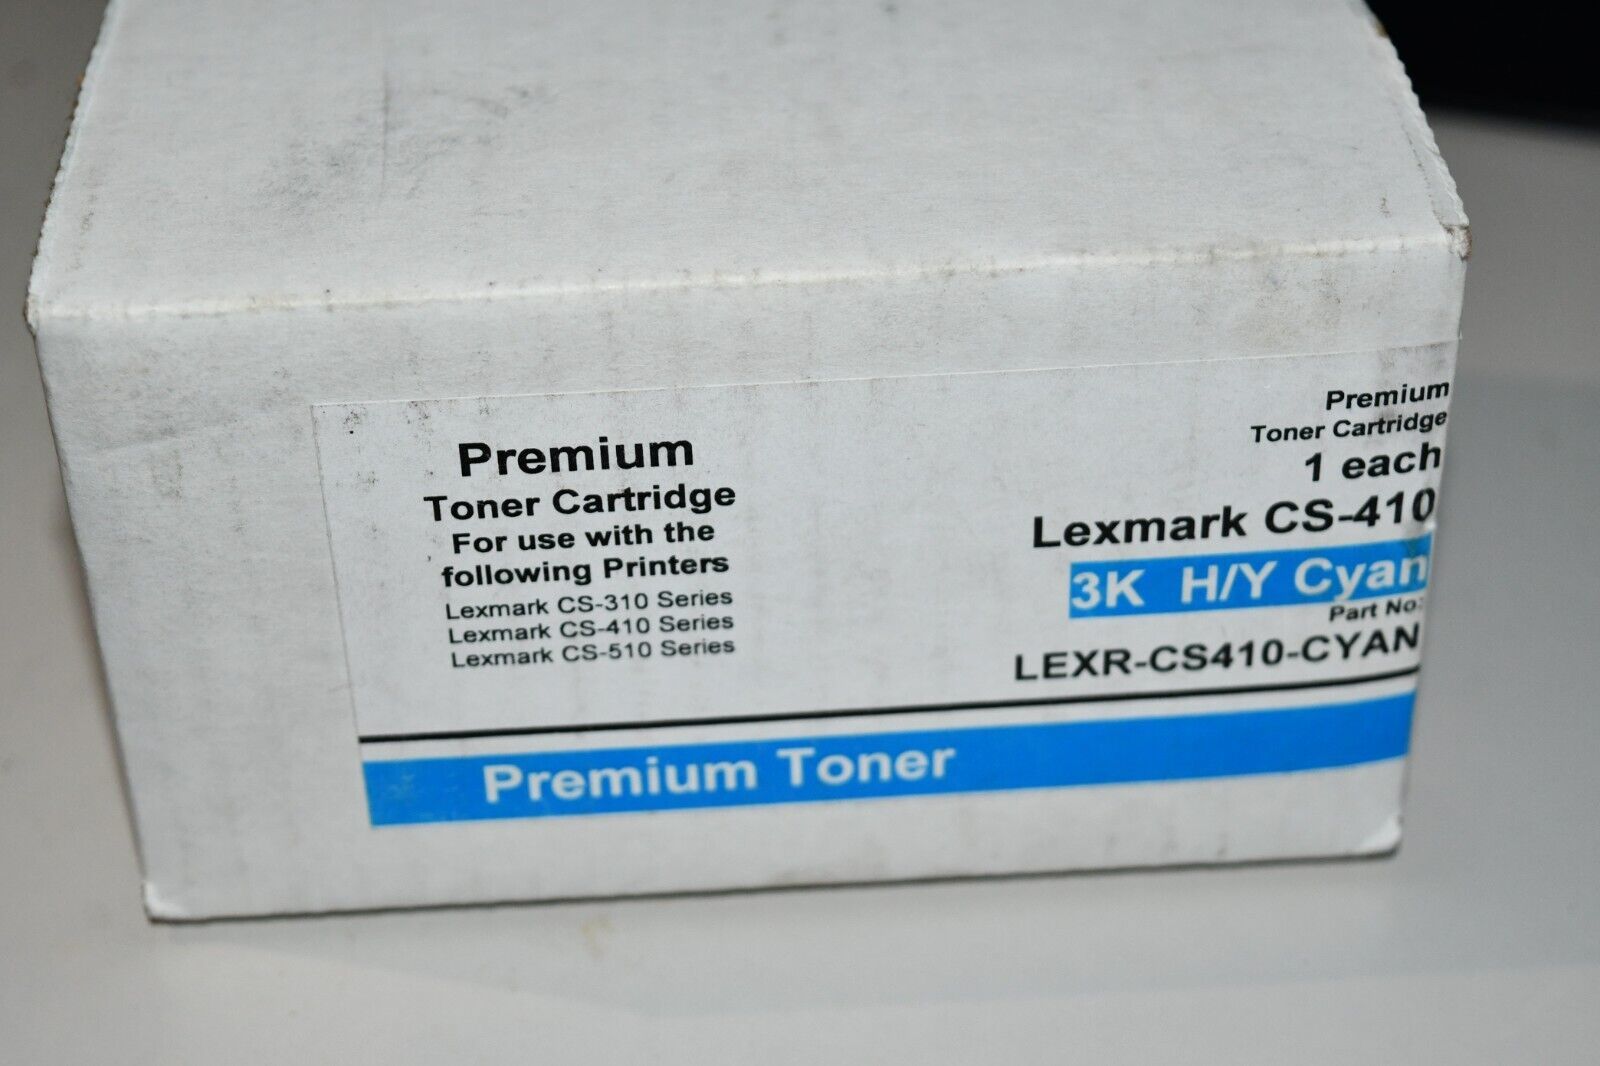 Premium
Toner Cartridge
For use with the
following Printers
Lexmark CS-310 Series
Lexmark CS-410 Series
Lexmark CS-510 Series
Premium
Toner Cartridge
1 each
Lexmark CS-410
3K H/Y Cyan
Part No:
LEXR-CS410-CYAN
Premium Toner